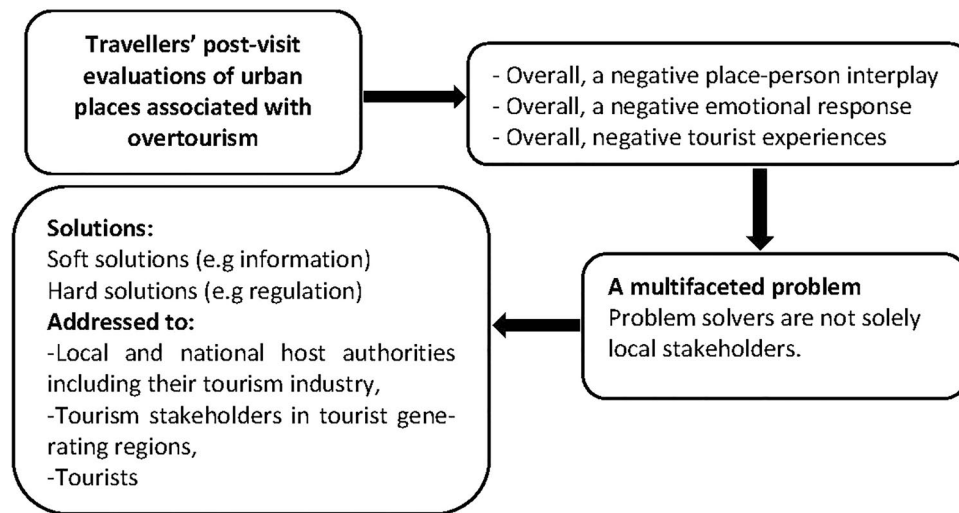 Travellers’ post-visit
evaluations of urban
places associated with
overtourism
- Overall, a negative place-person interplay
- Overall, a negative emotional response
- Overall, negative tourist experiences
A multifaceted problem
Problem solvers are not solely
local stakeholders.
Solutions:
Soft solutions (e.g information)
Hard solutions (e.g regulation)
Addressed to:
-Local and national host authorities
including their tourism industry,
-Tourism stakeholders in tourist gene-
rating regions,
-Tourists